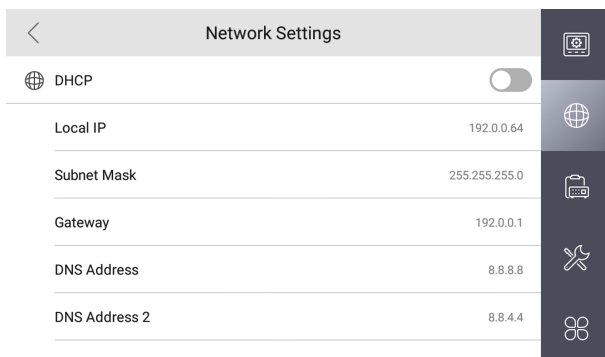 Network Settings
DHCP
Local IP 192.0.0.64
Subnet Mask 255.255.255.0
Gateway 192.0.0.1
DNS Address 8.8.8.8
DNS Address 2 8.8.4.4